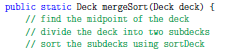 public static Deck mergeSort(Deck deck) {
// find the midpoint of the deck
// divide the deck into two subdecks
// sort the subdecks using sortDeck